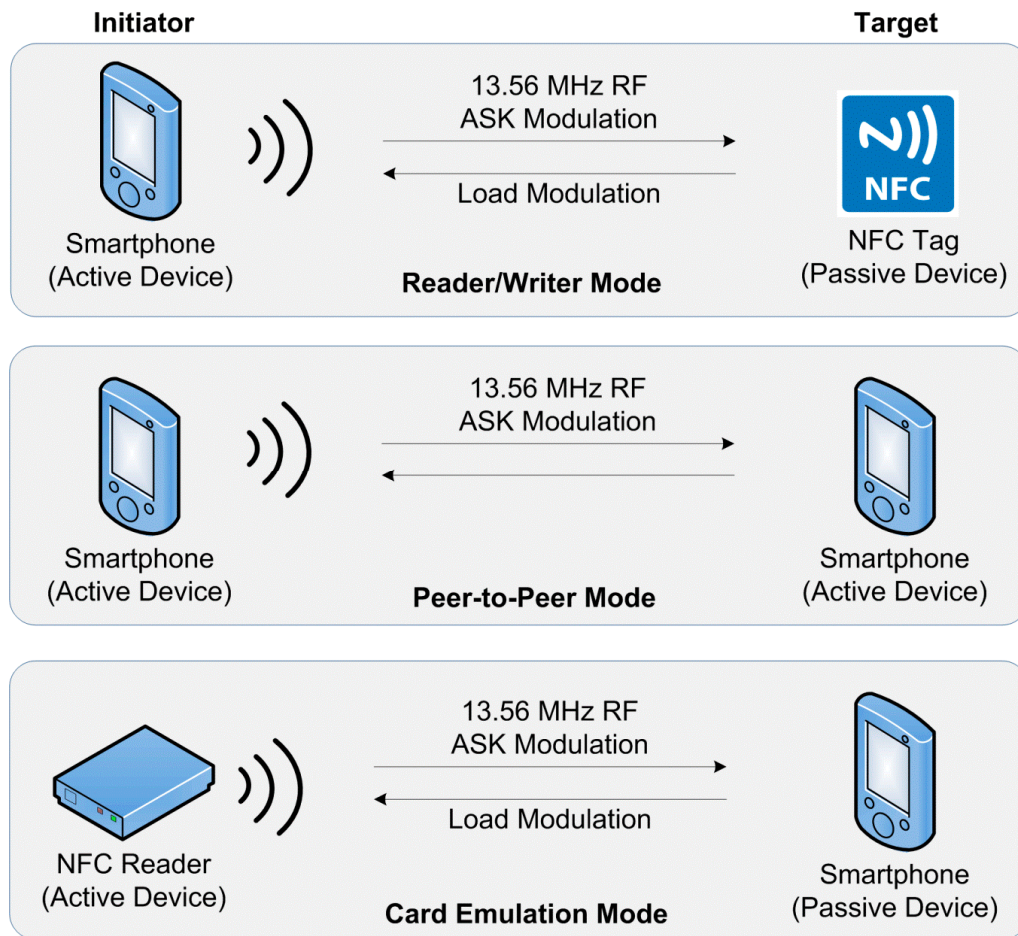 Initiator
Target
13.56 MHz RF
ASK Modulation
Load Modulation
NFC
Smartphone
(Active Device)
NFC Tag
(Passive Device)
Reader/Writer Mode
13.56 MHz RF
ASK Modulation
Smartphone
(Active Device)
Smartphone
(Active Device)
Peer-to-Peer Mode
13.56 MHz RF
ASK Modulation
Load Modulation
NFC Reader
(Active Device)
Smartphone
(Passive Device)
Card Emulation Mode